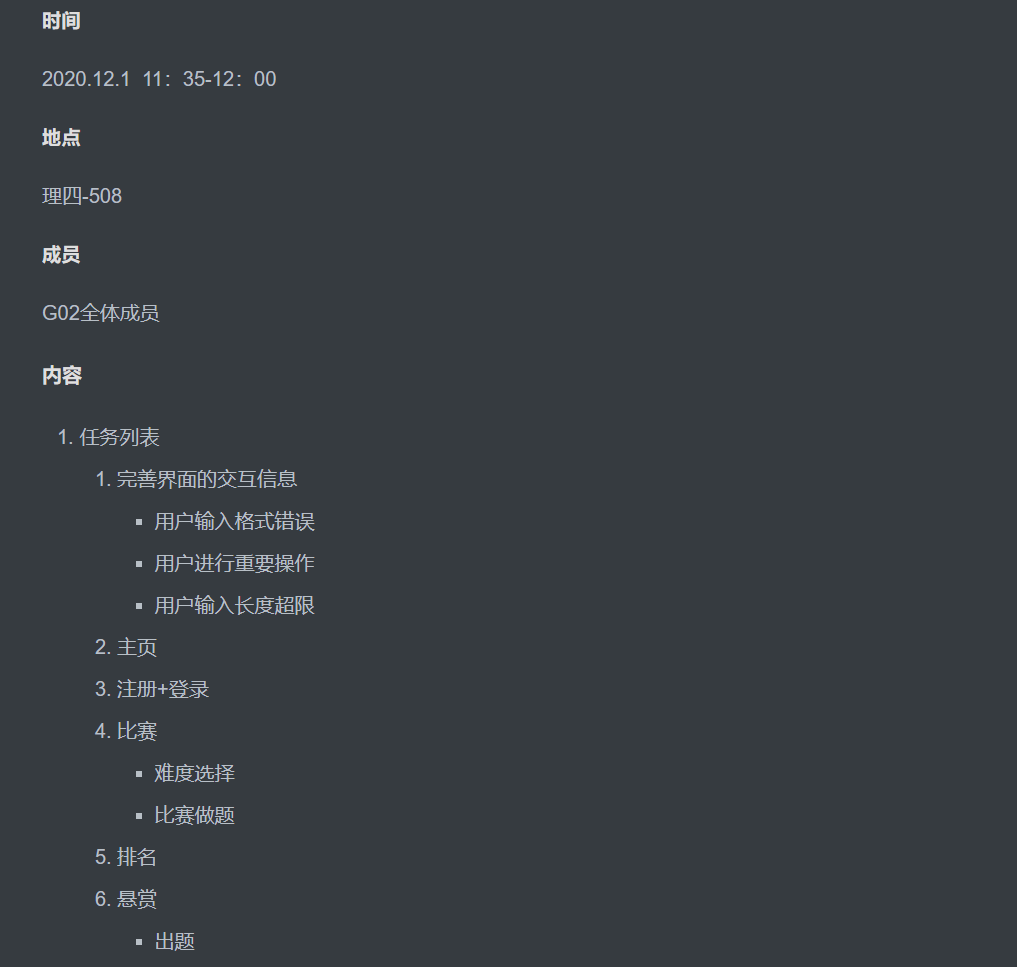 时间
2020.12.1  11：35-12：00
地点
理四-508
成员
G02全体成员
内容
1. 任务列表
1. 完善界面的交互信息
▪ 用户输入格式错误
▪ 用户进行重要操作
▪ 用户输入长度超限
2. 主页
3. 注册+登录
4. 比赛
▪ 难度选择
▪ 比赛做题
5. 排名
6. 悬赏
▪ 出题